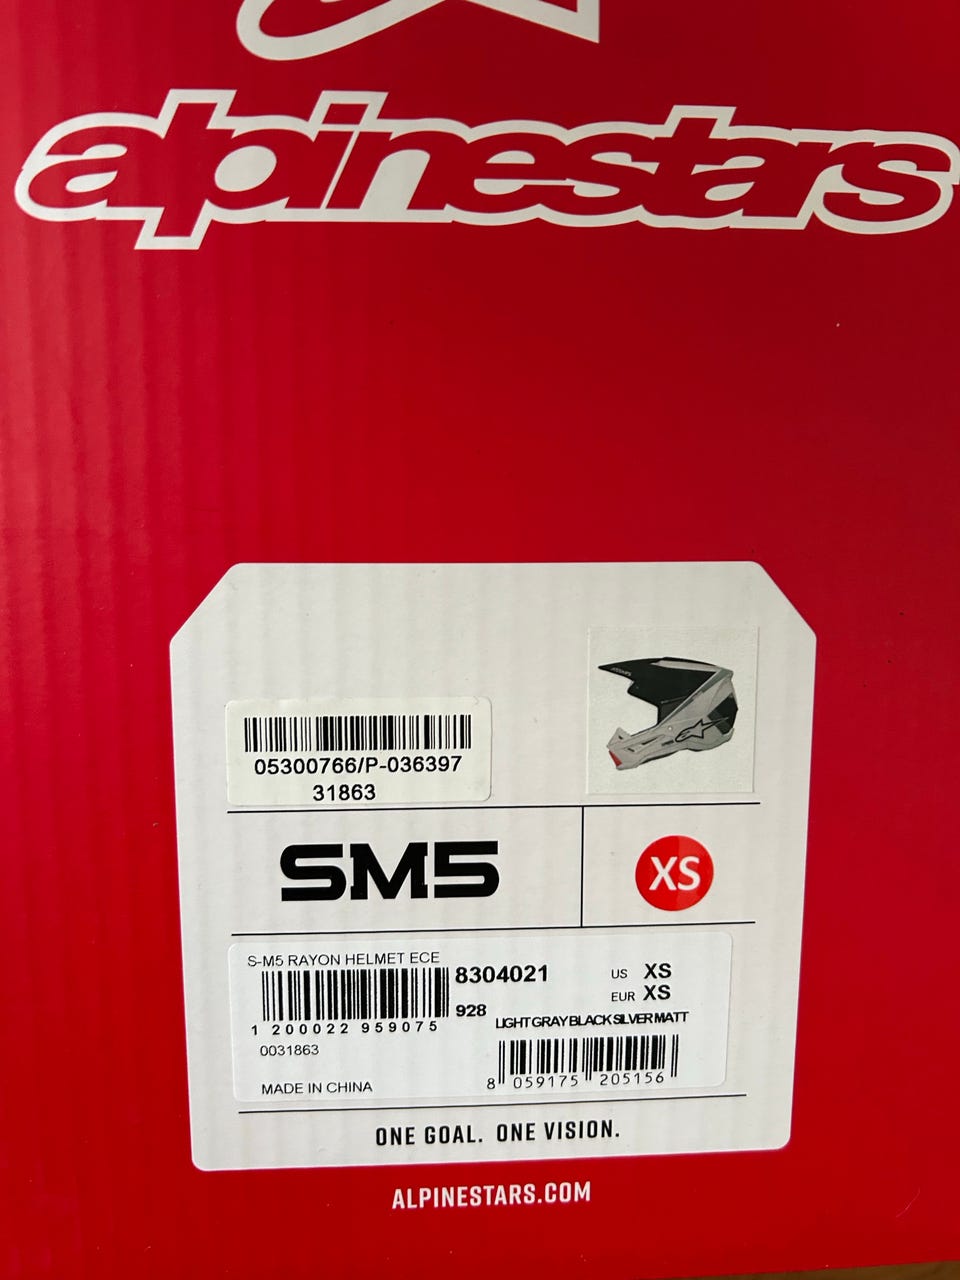 alpinestars
05300766/P-036397
31863
SM5
XS
S-M5 RAYON HELMET ECE
8304021
US XS
EUR XS
928
LIGHT GRAY BLACK SILVER MATT
1 200022 959075
0031863
8 059175 205156
MADE IN CHINA
ONE GOAL. ONE VISION.
ALPINESTARS.COM